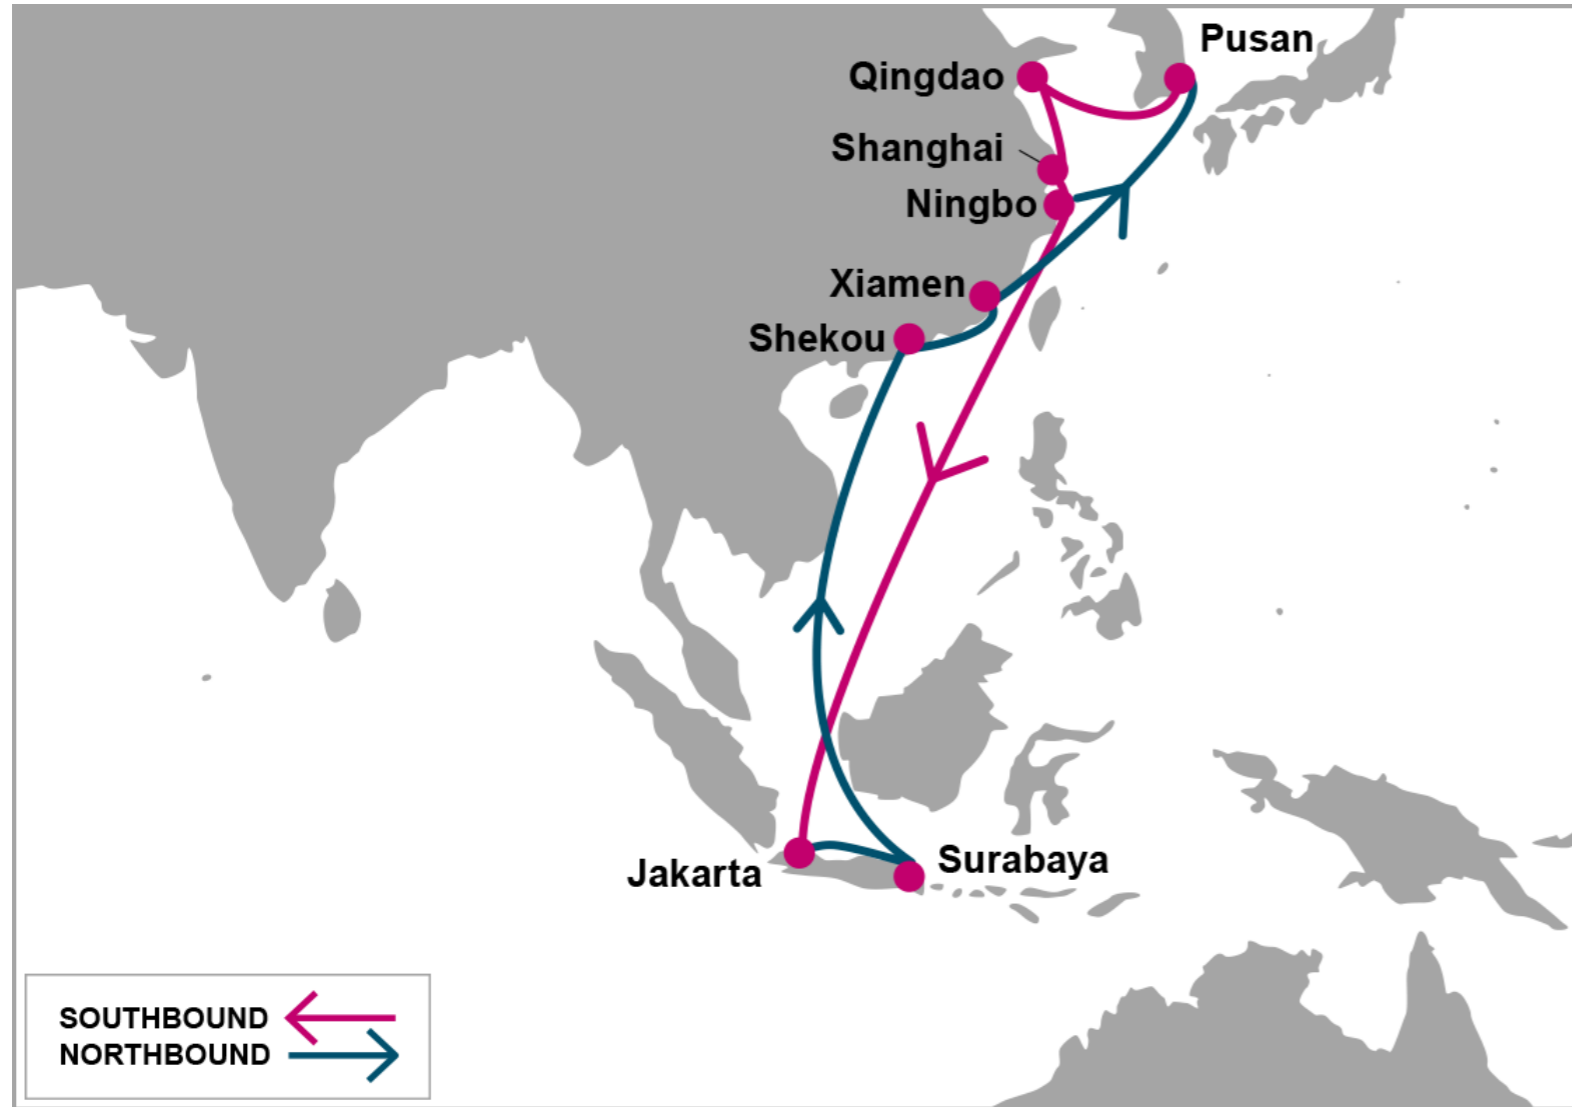 Pusan
Qingdao
Shanghai
Ningbo
Xiamen
Shekou
Jakarta
Surabaya
SOUTHBOUND
NORTHBOUND